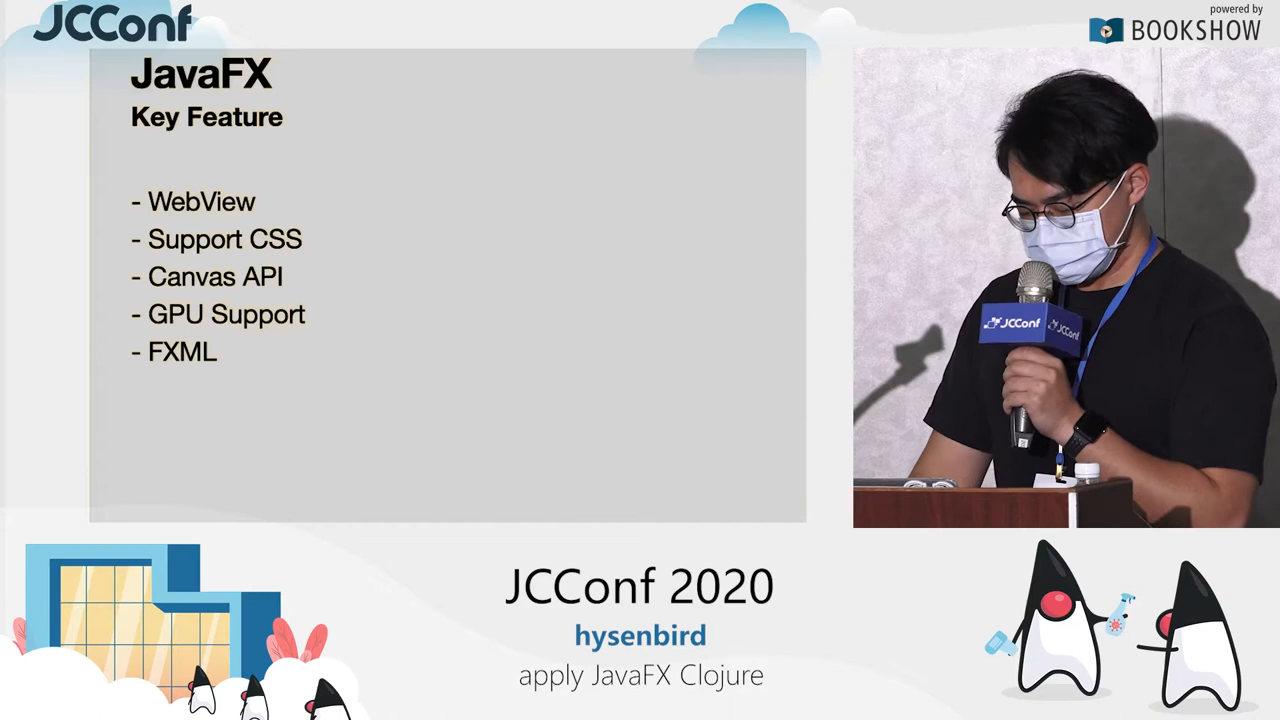 JCConf
powered by
BOOKSHOW
JavaFX
Key Feature
- WebView
- Support CSS
- Canvas API
- GPU Support
- FXML
JCConf
JCConf
JCConf 2020
hysenbird
apply JavaFX Clojure